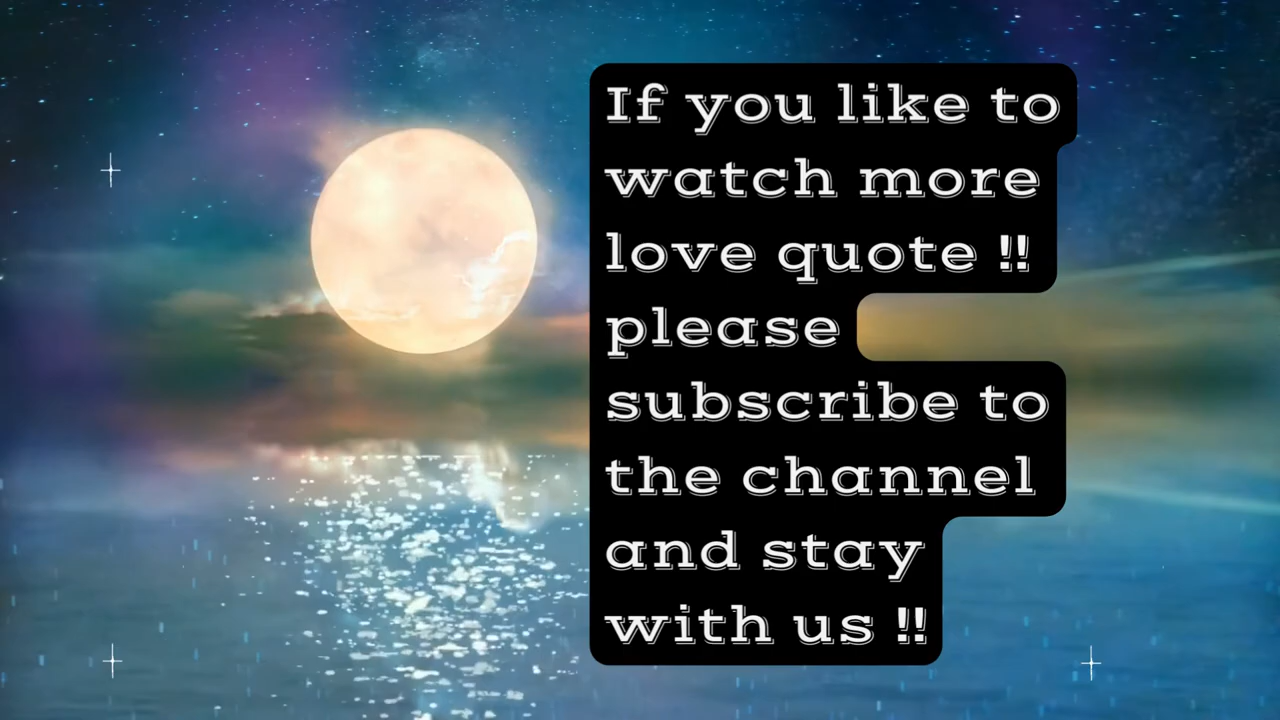 If you like to
watch more
love quote !!
please
subscribe to
the channel
and stay
with us !!